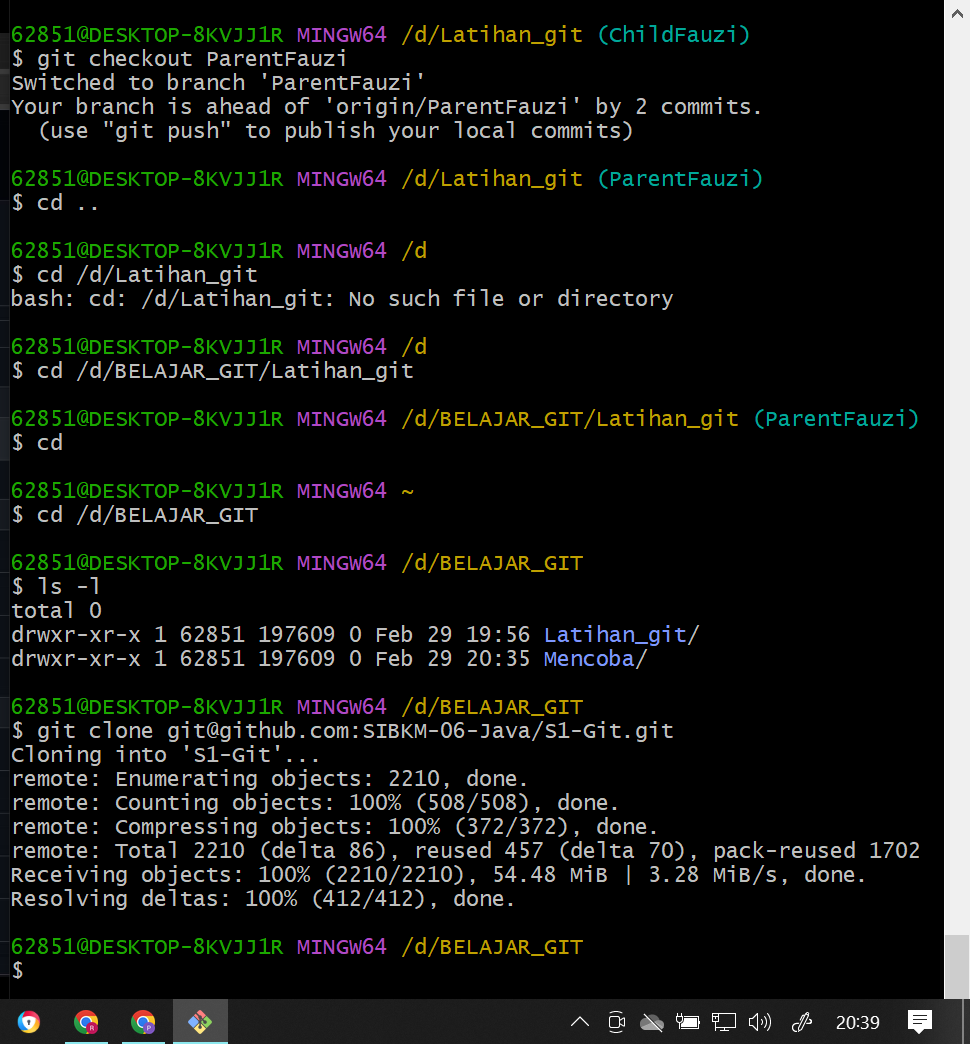 62851@DESKTOP-8KVJJ1R MINGW64 /d/Latihan_git (ChildFauzi)
$ git checkout ParentFauzi
Switched to branch 'ParentFauzi'
Your branch is ahead of 'origin/ParentFauzi' by 2 commits.
  (use "git push" to publish your local commits)

62851@DESKTOP-8KVJJ1R MINGW64 /d/Latihan_git (ParentFauzi)
$ cd ..

62851@DESKTOP-8KVJJ1R MINGW64 /d
$ cd /d/Latihan_git
bash: cd: /d/Latihan_git: No such file or directory

62851@DESKTOP-8KVJJ1R MINGW64 /d
$ cd /d/BELAJAR_GIT/Latihan_git

62851@DESKTOP-8KVJJ1R MINGW64 /d/BELAJAR_GIT/Latihan_git (ParentFauzi)
$ cd

62851@DESKTOP-8KVJJ1R MINGW64 ~
$ cd /d/BELAJAR_GIT

62851@DESKTOP-8KVJJ1R MINGW64 /d/BELAJAR_GIT
$ ls -l
total 0
drwxr-xr-x 1 62851 197609 0 Feb 29 19:56 Latihan_git/
drwxr-xr-x 1 62851 197609 0 Feb 29 20:35 Mencoba/

62851@DESKTOP-8KVJJ1R MINGW64 /d/BELAJAR_GIT
$ git clone git@github.com:SIBKM-06-Java/S1-Git.git
Cloning into 'S1-Git'...
remote: Enumerating objects: 2210, done.
remote: Counting objects: 100% (508/508), done.
remote: Compressing objects: 100% (372/372), done.
remote: Total 2210 (delta 86), reused 457 (delta 70), pack-reused 1702
Receiving objects: 100% (2210/2210), 54.48 MiB | 3.28 MiB/s, done.
Resolving deltas: 100% (412/412), done.

62851@DESKTOP-8KVJJ1R MINGW64 /d/BELAJAR_GIT
$
20:39